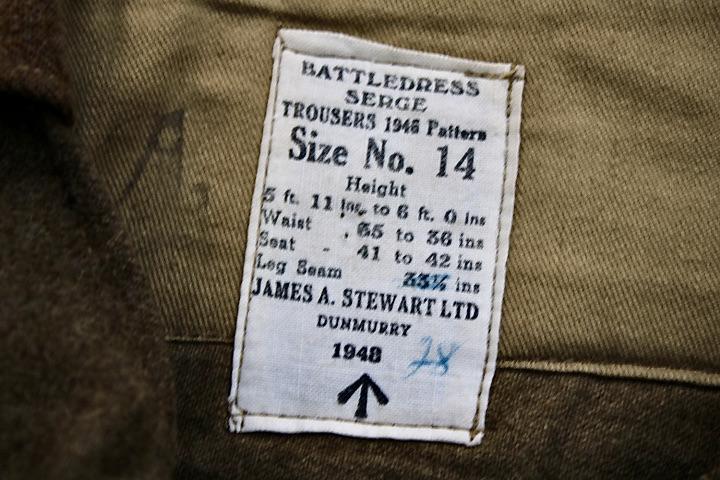 BATTLEDRESS
SERGE
TROUSERS 1946 Pattern
Size No. 14
Height
5 ft. 11 ins. to 6 ft. 0 ins
Waist . 35 to 36 ins
Seat - 41 to 42 ins
Leg Seam 33¼ ins
JAMES A. STEWART LTD
DUNMURRY
1948
28
A